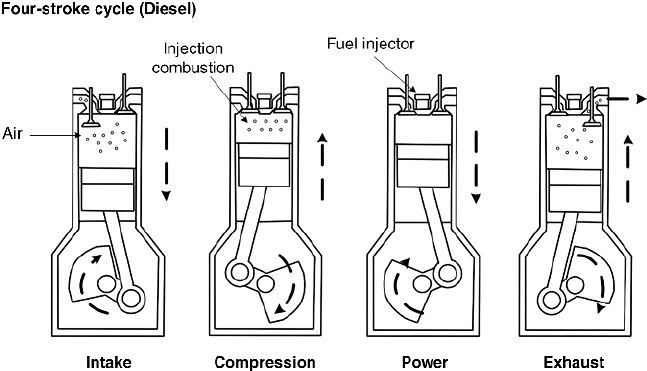 Four-stroke cycle (Diesel)
Injection
combustion
Fuel injector
Air
Intake
Compression
Power
Exhaust